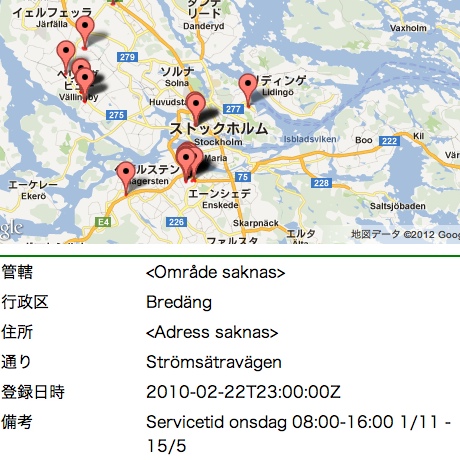 イェルフェッラ
Järfälla
ダンデ
リード
Danderyd
Vaxholm
279
ソルナ
Solna
リディンゲ
Lidingö
Vällingby
275
Huvudsta
277
ストックホルム
Stockholm
Isbladsviken
Boo
222
Kil
Maria
エーケレー
Ekerö
Hägersten
エーンシェデ
Enskede
75
228
Värm
Saltsjöbaden
E4
226
Skarpnäck
ファルスタ
エルタ
Älta
地図データ ©2012 Goog
管轄 <Område saknas>
行政区 Bredäng
住所 <Adress saknas>
通り Strömsätravägen
登録日時 2010-02-22T23:00:00Z
備考 Servicetid onsdag 08:00-16:00 1/11 -
15/5